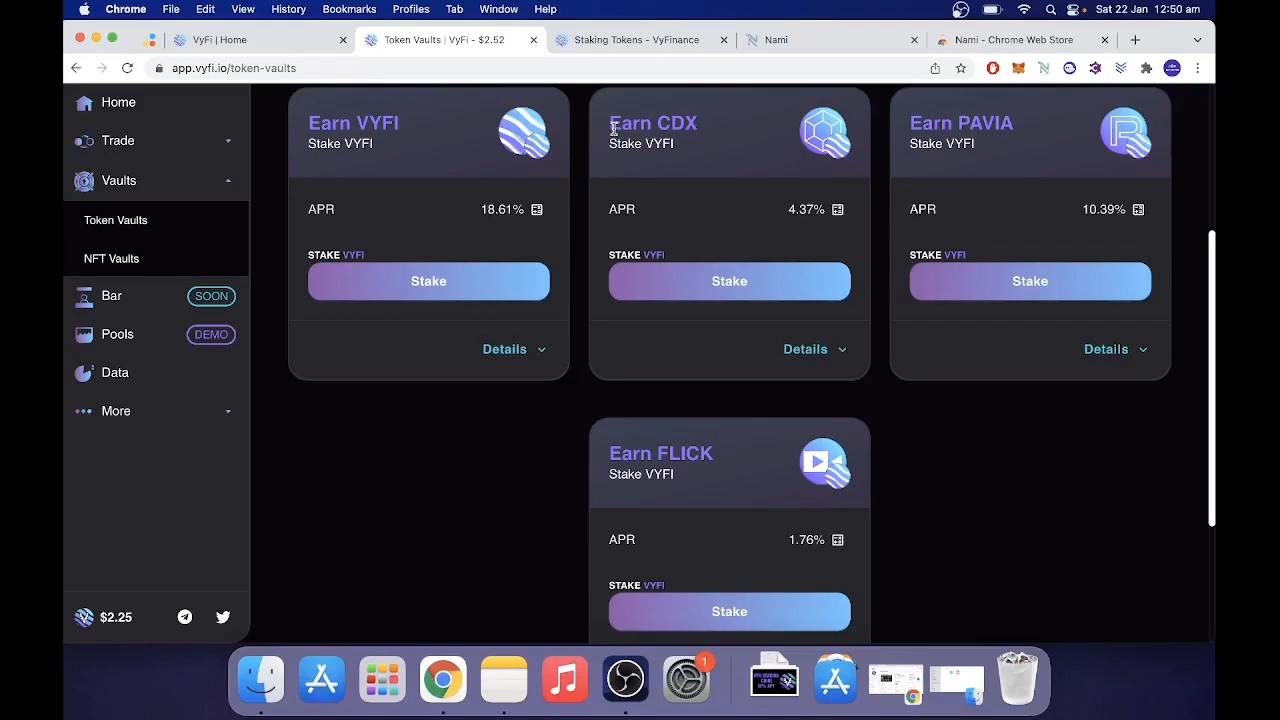 Chrome File Edit View History Bookmarks Profiles Tab Window Help Sat 22 Jan 12:50 am
VyFi | Home Token Vaults | VyFi - $2.52 Staking Tokens - VyFinance Nami Nami - Chrome Web Store
app.vyfi.io/token-vaults
Home
Trade
Vaults
Token Vaults
NFT Vaults
Bar SOON
Pools DEMO
Data
More
$2.25
Earn VYFI
Stake VYFI
APR 18.61%
STAKE VYFI
Stake
Details
Earn CDX
Stake VYFI
APR 4.37%
STAKE VYFI
Stake
Details
Earn PAVIA
Stake VYFI
APR 10.39%
STAKE VYFI
Stake
Details
Earn FLICK
Stake VYFI
APR 1.76%
STAKE VYFI
Stake
1